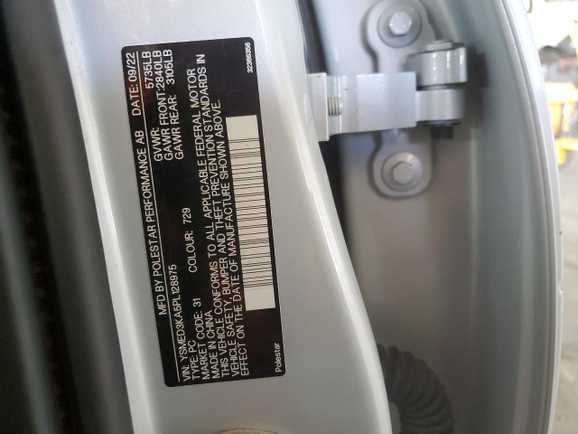 MFD BY POLESTAR PERFORMANCE AB DATE: 09/22
GVWR: 5735LB
GAWR FRONT: 2840LB
GAWR REAR: 3105LB
VIN: YSMED3KA5PL128975
TYPE: PC
MARKET CODE: 31 COLOUR: 729
MADE IN CHINA
THIS VEHICLE CONFORMS TO ALL APPLICABLE FEDERAL MOTOR
VEHICLE SAFETY, BUMPER AND THEFT PREVENTION STANDARDS IN
EFFECT ON THE DATE OF MANUFACTURE SHOWN ABOVE.
Polestar